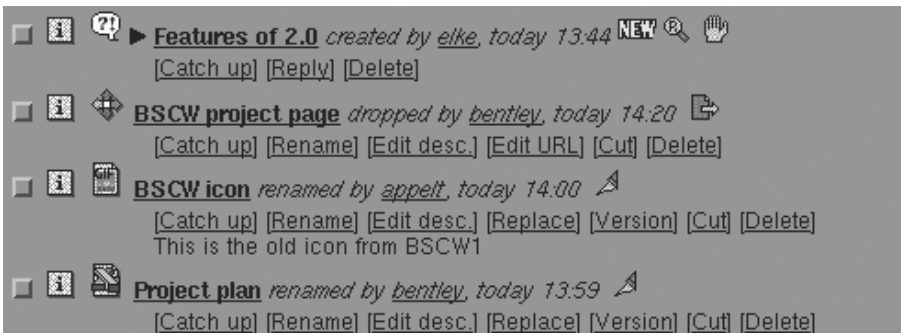 Features of 2.0 created by elke, today 13:44 NEW
[Catch up] [Reply] [Delete]
BSCW project page dropped by bentley, today 14:20
[Catch up] [Rename] [Edit desc.] [Edit URL] [Cut] [Delete]
GIF
BSCW icon renamed by appelt, today 14:00
[Catch up] [Rename] [Edit desc.] [Replace] [Version] [Cut] [Delete]
This is the old icon from BSCW1
Project plan renamed by bentley, today 13:59
[Catch up] [Rename] [Edit desc.] [Replace] [Version] [Cut] [Delete]